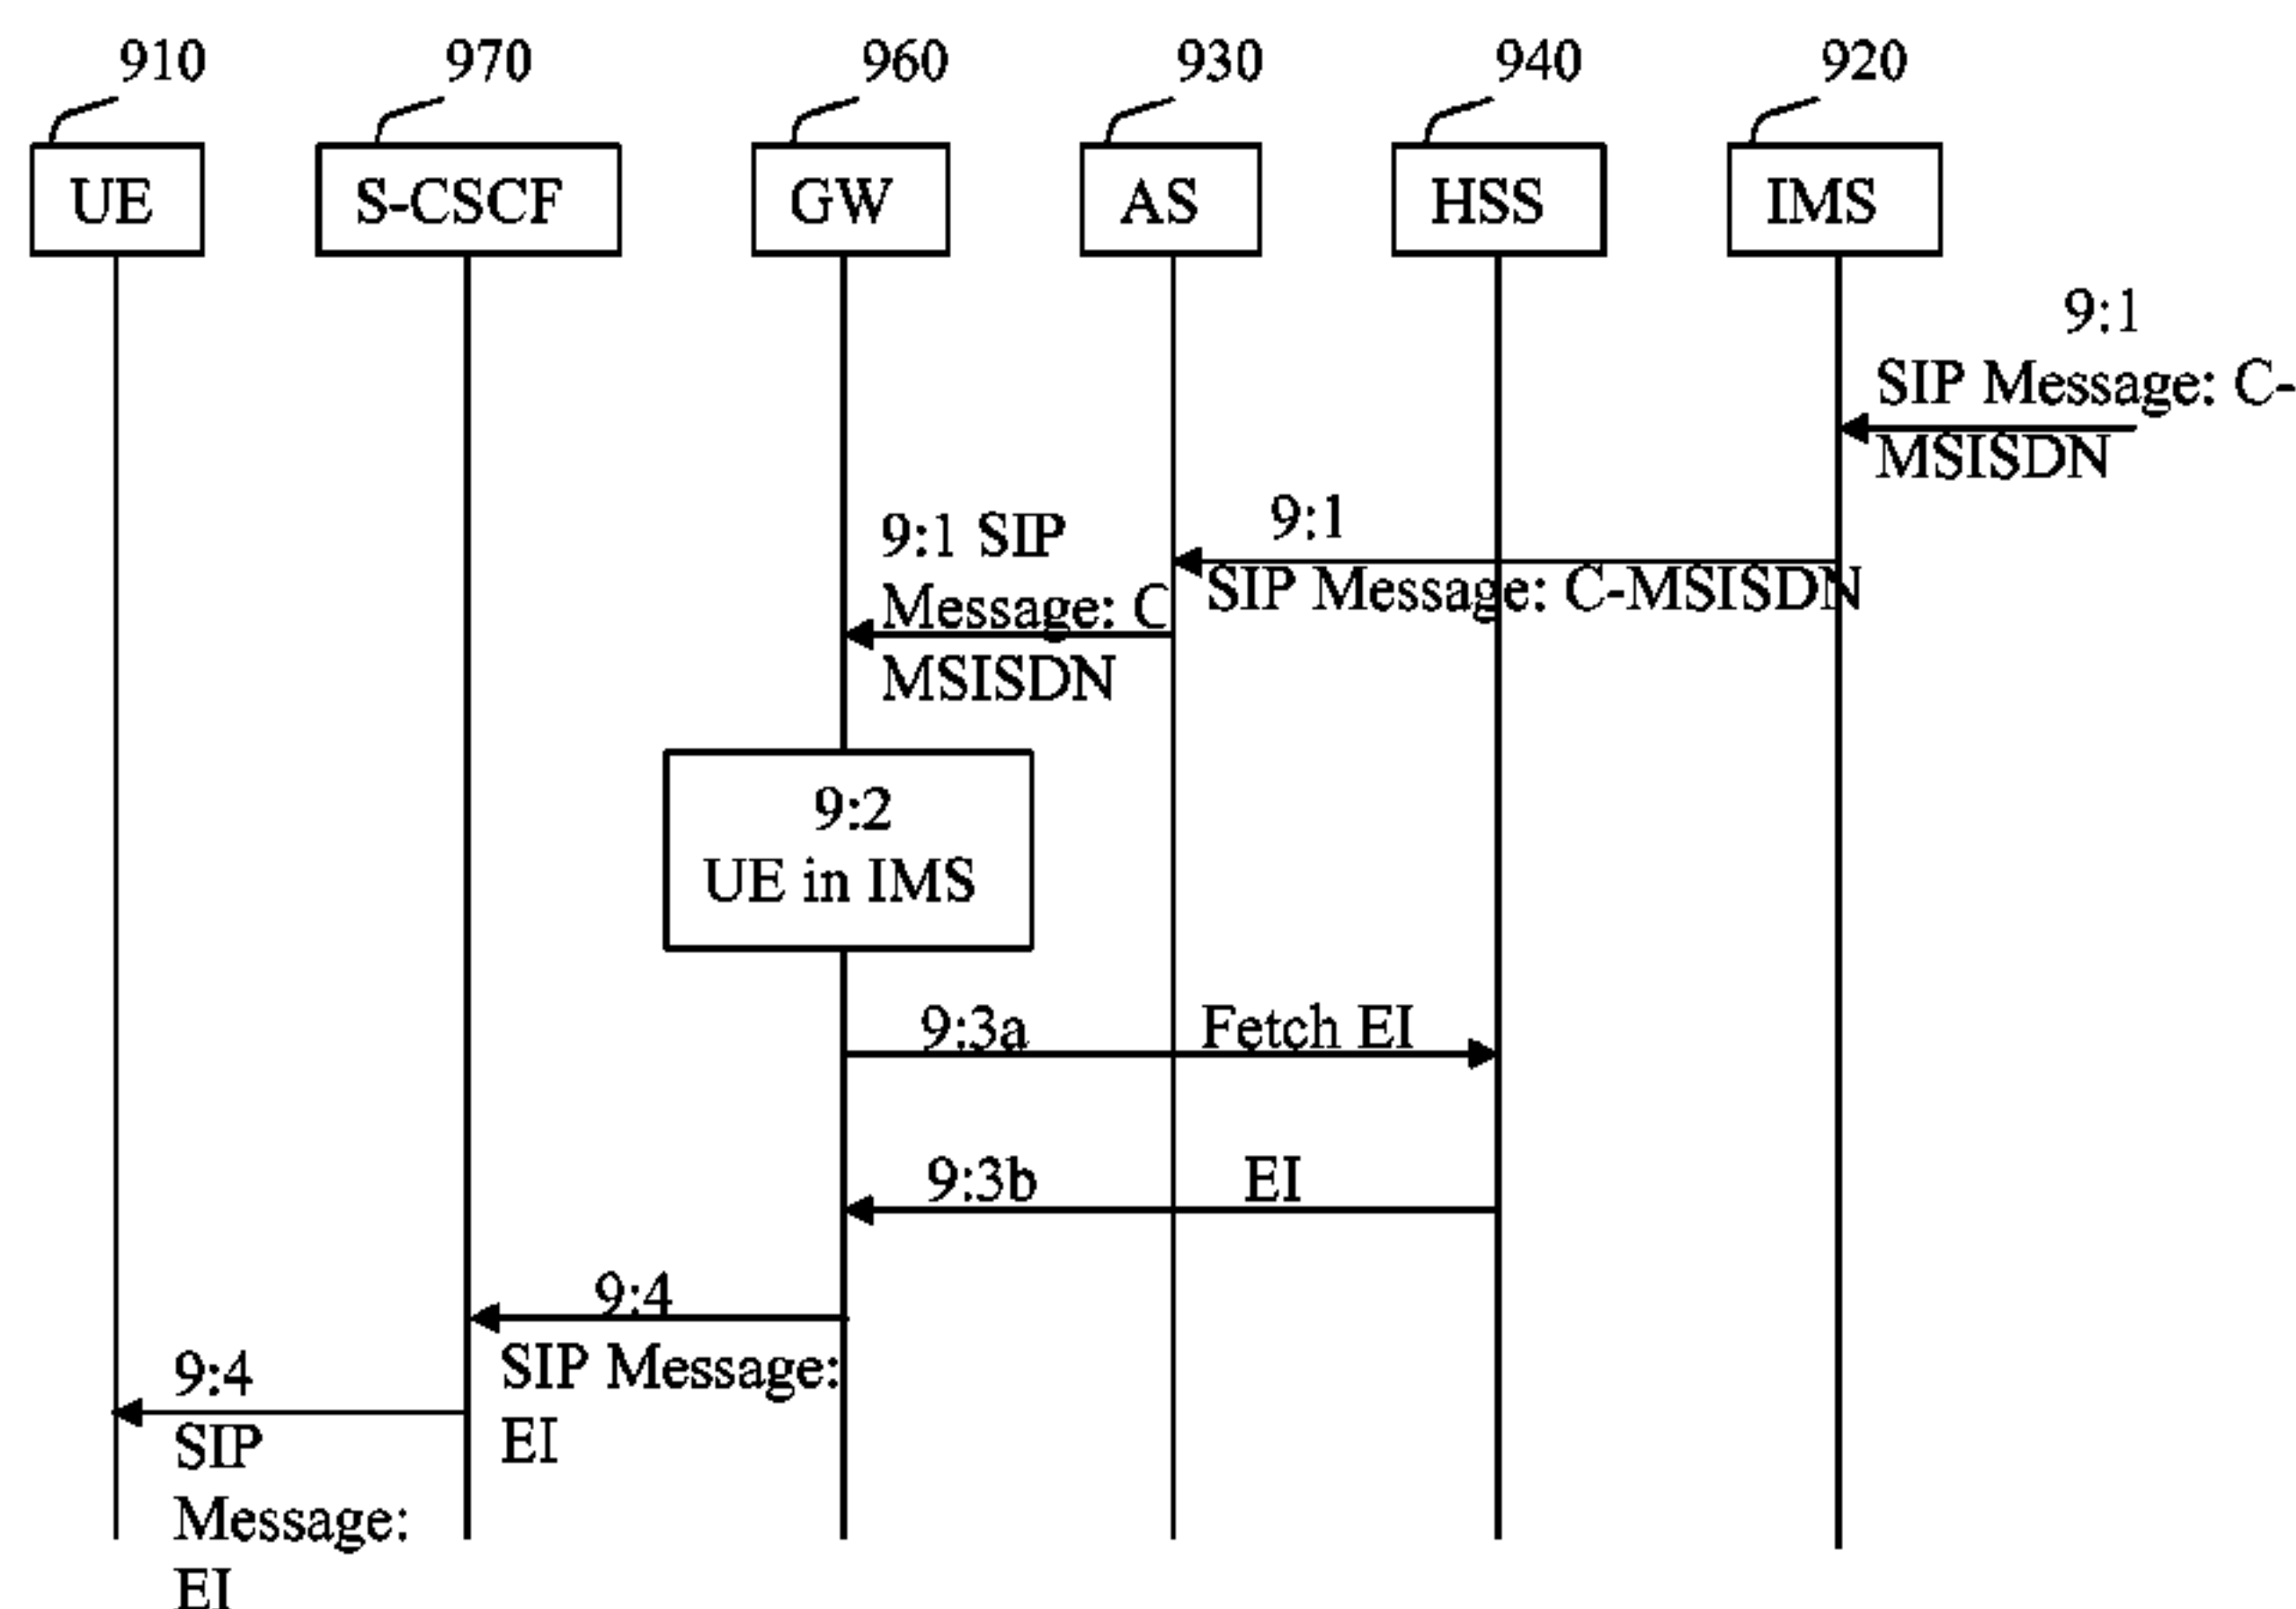 910
970
960
930
940
920
UE
S-CSCF
GW
AS
HSS
IMS
9:1
SIP Message: C-
MSISDN
9:1
SIP Message: C-MSISDN
9:1 SIP
Message: C
MSISDN
9:2
UE in IMS
9:3a
Fetch EI
9:3b
EI
9:4
SIP Message:
EI
9:4
SIP
Message:
EI